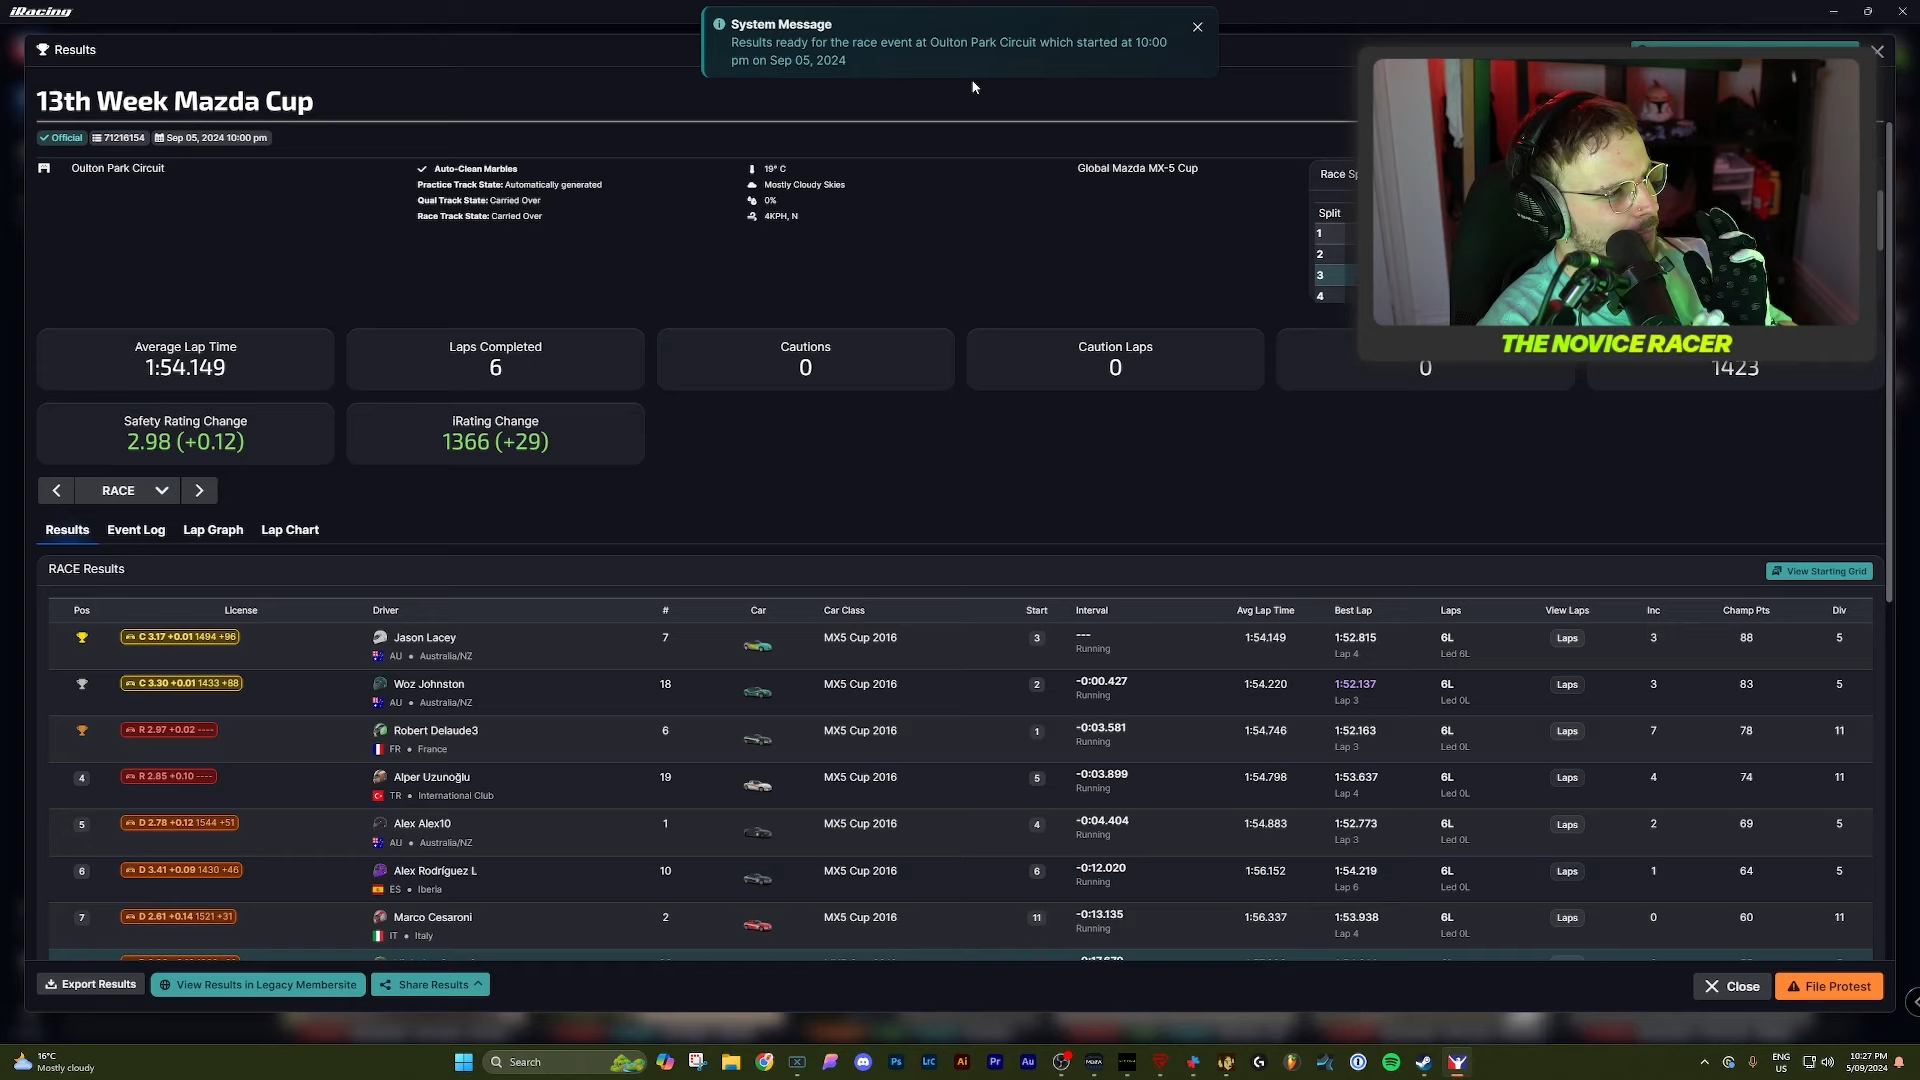 iRacing
Results
System Message
Results ready for the race event at Oulton Park Circuit which started at 10:00
pm on Sep 05, 2024
13th Week Mazda Cup
Official 71216154 Sep 05, 2024 10:00 pm
Oulton Park Circuit
Auto-Clean Marbles
Practice Track State: Automatically generated
Qual Track State: Carried Over
Race Track State: Carried Over
19° C
Mostly Cloudy Skies
0%
4KPH, N
Global Mazda MX-5 Cup
Race
Split
1
2
3
4
THE NOVICE RACER
Average Lap Time
1:54.149
Laps Completed
6
Cautions
0
Caution Laps
0
0
1423
Safety Rating Change
2.98 (+0.12)
iRating Change
1366 (+29)
RACE
Results Event Log Lap Graph Lap Chart
RACE Results
View Starting Grid
Pos License Driver # Car Car Class Start Interval Avg Lap Time Best Lap Laps View Laps Inc Champ Pts Div
C 3.17 +0.01 1494 +96 Jason Lacey 7 MX5 Cup 2016 3 --- 1:54.149 1:52.815 6L Laps 3 88 5
AU • Australia/NZ Running Lap 4 Led 6L
C 3.30 +0.01 1433 +88 Woz Johnston 18 MX5 Cup 2016 2 -0:00.427 1:54.220 1:52.137 6L Laps 3 83 5
AU • Australia/NZ Running Lap 3 Led 0L
R 2.97 +0.02 ---- Robert Delaude3 6 MX5 Cup 2016 1 -0:03.581 1:54.746 1:52.163 6L Laps 7 78 11
FR • France Running Lap 3 Led 0L
4 R 2.85 +0.10 ---- Alper Uzunoğlu 19 MX5 Cup 2016 5 -0:03.899 1:54.798 1:53.637 6L Laps 4 74 11
TR • International Club Running Lap 4 Led 0L
5 D 2.78 +0.12 1544 +51 Alex Alex10 1 MX5 Cup 2016 4 -0:04.404 1:54.883 1:52.773 6L Laps 2 69 5
AU • Australia/NZ Running Lap 3 Led 0L
6 D 3.41 +0.09 1430 +46 Alex Rodríguez L 10 MX5 Cup 2016 6 -0:12.020 1:56.152 1:54.219 6L Laps 1 64 5
ES • Iberia Running Lap 6 Led 0L
7 D 2.61 +0.14 1521 +31 Marco Cesaroni 2 MX5 Cup 2016 11 -0:13.135 1:56.337 1:53.938 6L Laps 0 60 11
IT • Italy Running Lap 4 Led 0L
Export Results View Results in Legacy Membersite Share Results Close File Protest
16°C
Mostly cloudy
Search
Ps LrC Ai Pr Au
ENG
US
10:27 PM
5/09/2024